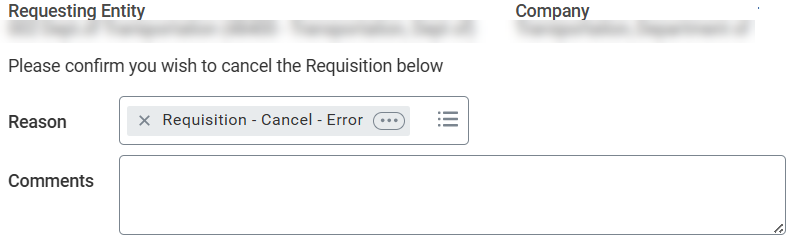 Requesting Entity Company
Please confirm you wish to cancel the Requisition below
Reason Requisition - Cancel - Error
Comments